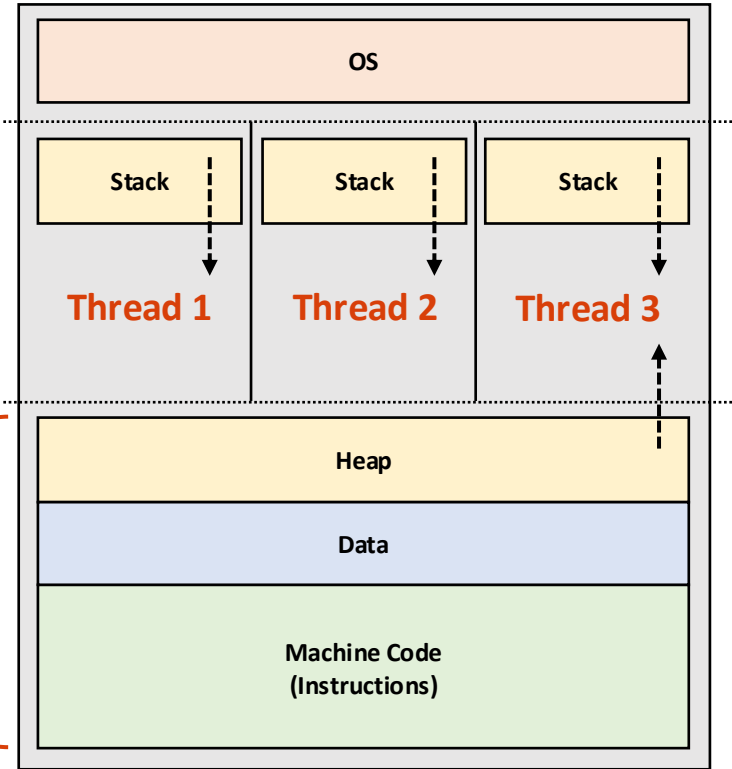 OS
Stack
Stack
Stack
Thread 1
Thread 2
Thread 3
Heap
Data
Machine Code
(Instructions)